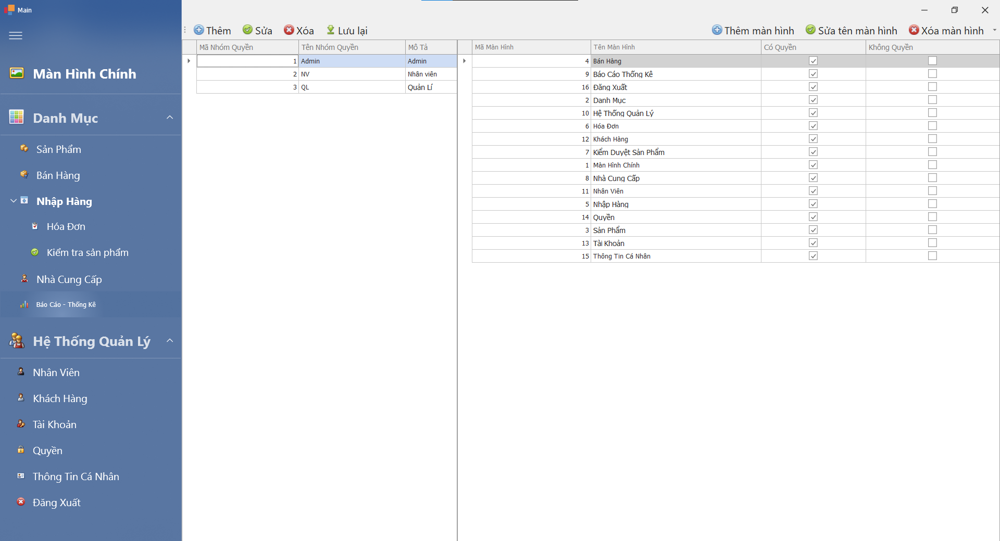 Main
Màn Hình Chính
Danh Mục
Sản Phẩm
Bán Hàng
Nhập Hàng
Hóa Đơn
Kiểm tra sản phẩm
Nhà Cung Cấp
Báo Cáo - Thống Kê
Hệ Thống Quản Lý
Nhân Viên
Khách Hàng
Tài Khoản
Quyền
Thông Tin Cá Nhân
Đăng Xuất
Thêm Sửa Xóa Lưu lại
Mã Nhóm Quyền Tên Nhóm Quyền Mô Tả
1 Admin Admin
2 NV Nhân viên
3 QL Quản Lí
Thêm màn hình Sửa tên màn hình Xóa màn hình
Mã Màn Hình Tên Màn Hình Có Quyền Không Quyền
4 Bán Hàng
9 Báo Cáo Thống Kê
16 Đăng Xuất
2 Danh Mục
10 Hệ Thống Quản Lý
6 Hóa Đơn
12 Khách Hàng
7 Kiểm Duyệt Sản Phẩm
1 Màn Hình Chính
8 Nhà Cung Cấp
11 Nhân Viên
5 Nhập Hàng
14 Quyền
3 Sản Phẩm
13 Tài Khoản
15 Thông Tin Cá Nhân